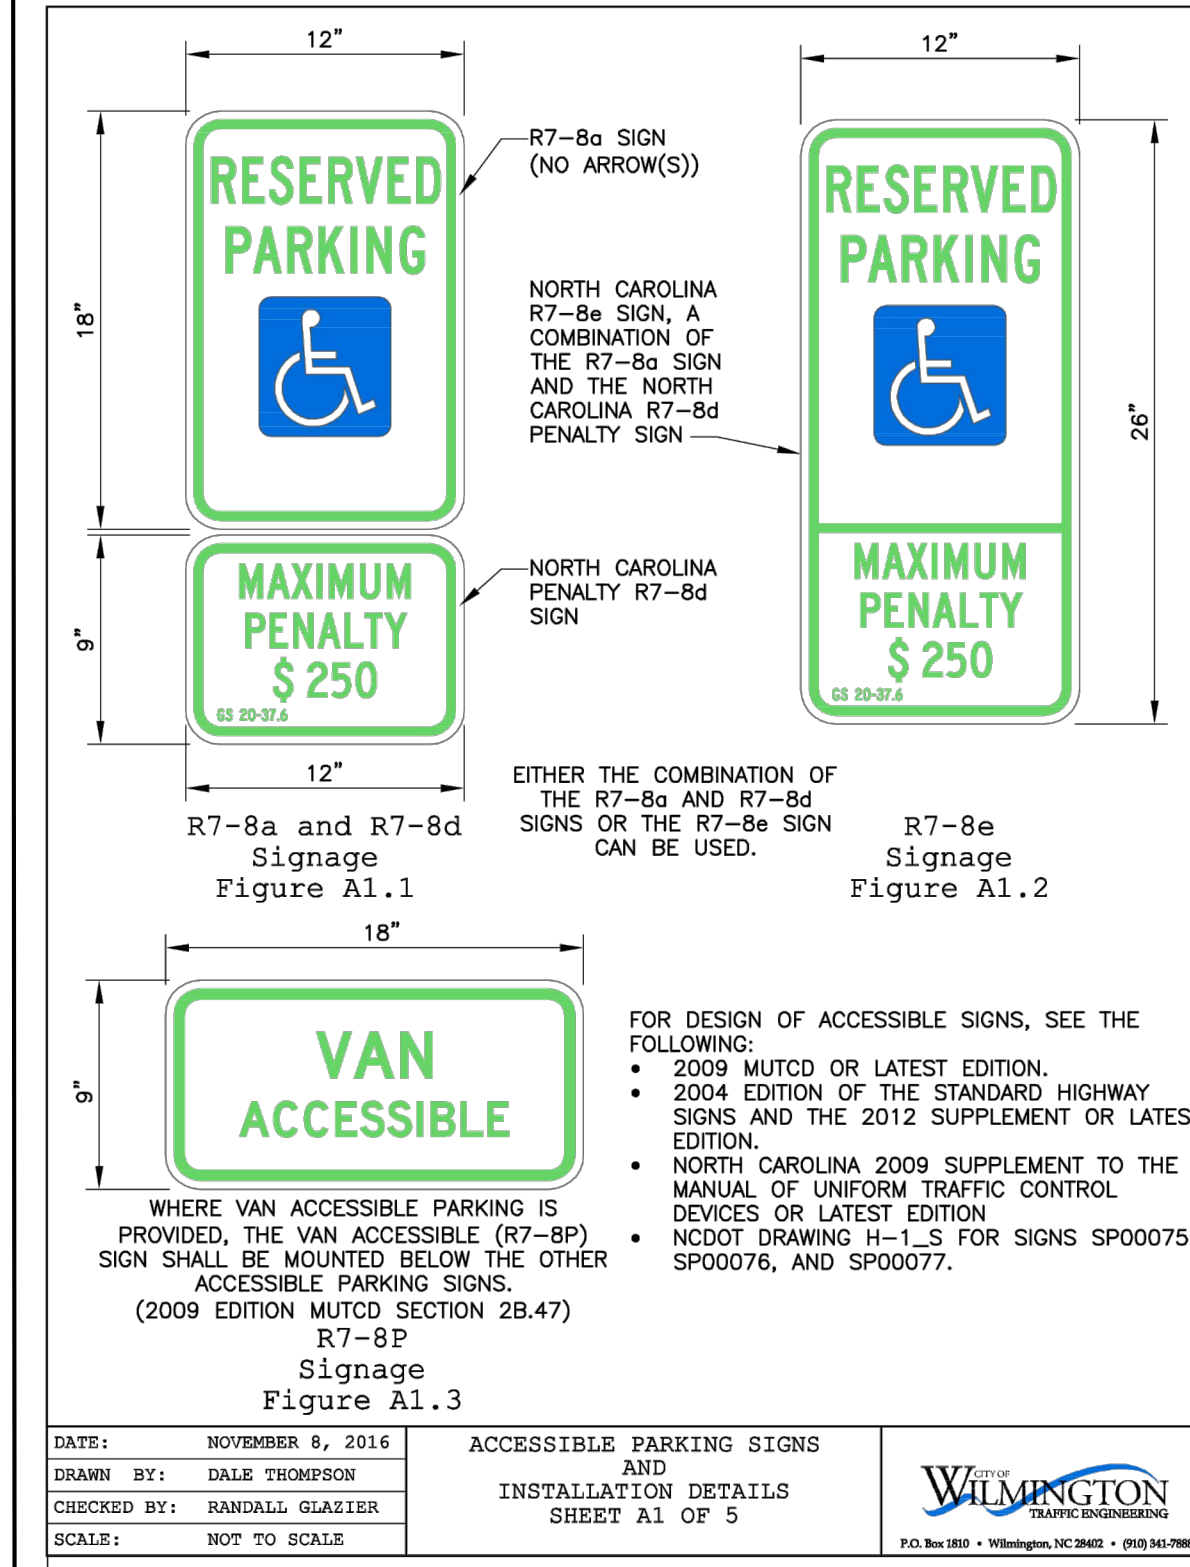 12"
18"
RESERVED
PARKING
R7-8a SIGN
(NO ARROW(S))
9"
MAXIMUM
PENALTY
$ 250
GS 20-37.6
NORTH CAROLINA
PENALTY R7-8d
SIGN
12"
R7-8a and R7-8d
Signage
Figure A1.1
NORTH CAROLINA
R7-8e SIGN, A
COMBINATION OF
THE R7-8a SIGN
AND THE NORTH
CAROLINA R7-8d
PENALTY SIGN
12"
26"
RESERVED
PARKING
MAXIMUM
PENALTY
$ 250
GS 20-37.6
EITHER THE COMBINATION OF
THE R7-8a AND R7-8d
SIGNS OR THE R7-8e SIGN
CAN BE USED.
R7-8e
Signage
Figure A1.2
18"
9"
VAN
ACCESSIBLE
WHERE VAN ACCESSIBLE PARKING IS
PROVIDED, THE VAN ACCESSIBLE (R7-8P)
SIGN SHALL BE MOUNTED BELOW THE OTHER
ACCESSIBLE PARKING SIGNS.
(2009 EDITION MUTCD SECTION 2B.47)
R7-8P
Signage
Figure A1.3
FOR DESIGN OF ACCESSIBLE SIGNS, SEE THE
FOLLOWING:
• 2009 MUTCD OR LATEST EDITION.
• 2004 EDITION OF THE STANDARD HIGHWAY
SIGNS AND THE 2012 SUPPLEMENT OR LATES
EDITION.
• NORTH CAROLINA 2009 SUPPLEMENT TO THE
MANUAL OF UNIFORM TRAFFIC CONTROL
DEVICES OR LATEST EDITION
• NCDOT DRAWING H-1_S FOR SIGNS SP00075
SP00076, AND SP00077.
DATE: NOVEMBER 8, 2016
DRAWN BY: DALE THOMPSON
CHECKED BY: RANDALL GLAZIER
SCALE: NOT TO SCALE
ACCESSIBLE PARKING SIGNS
AND
INSTALLATION DETAILS
SHEET A1 OF 5
CITY OF
WILMINGTON
TRAFFIC ENGINEERING
P.O. Box 1810 • Wilmington, NC 28402 • (910) 341-7888